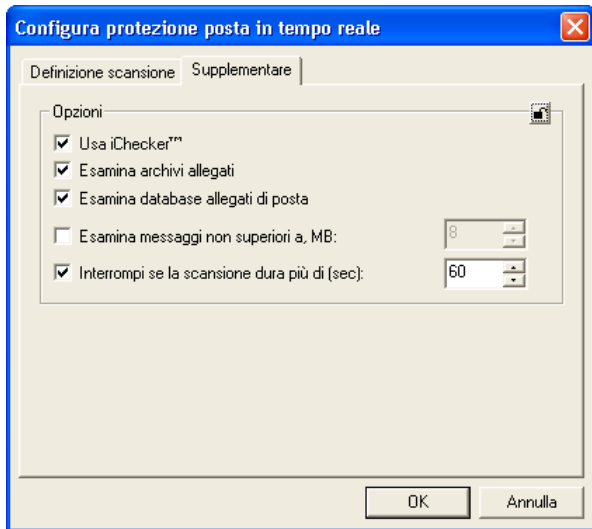 Configura protezione posta in tempo reale
Definizione scansione Supplementare
Opzioni
Usa iChecker™
Esamina archivi allegati
Esamina database allegati di posta
Esamina messaggi non superiori a, MB: 8
Interrompi se la scansione dura più di (sec): 60
OK Annulla